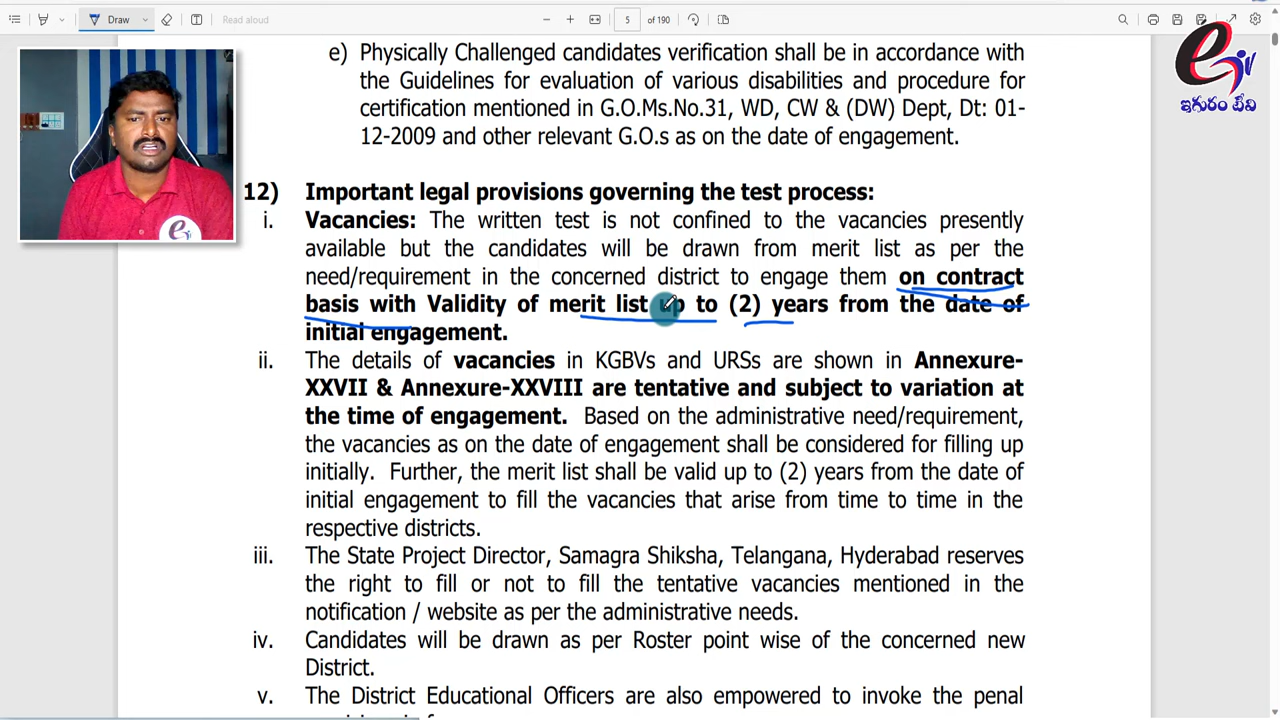 Draw
Read aloud
5
of 190
e) Physically Challenged candidates verification shall be in accordance with
the Guidelines for evaluation of various disabilities and procedure for
certification mentioned in G.O.Ms.No.31, WD, CW & (DW) Dept, Dt: 01-
12-2009 and other relevant G.O.s as on the date of engagement.
12) Important legal provisions governing the test process:
i. Vacancies: The written test is not confined to the vacancies presently
available but the candidates will be drawn from merit list as per the
need/requirement in the concerned district to engage them on contract
basis with Validity of merit list up to (2) years from the date of
initial engagement.
ii. The details of vacancies in KGBVs and URSs are shown in Annexure-
XXVII & Annexure-XXVIII are tentative and subject to variation at
the time of engagement. Based on the administrative need/requirement,
the vacancies as on the date of engagement shall be considered for filling up
initially. Further, the merit list shall be valid up to (2) years from the date of
initial engagement to fill the vacancies that arise from time to time in the
respective districts.
iii. The State Project Director, Samagra Shiksha, Telangana, Hyderabad reserves
the right to fill or not to fill the tentative vacancies mentioned in the
notification / website as per the administrative needs.
iv. Candidates will be drawn as per Roster point wise of the concerned new
District.
v. The District Educational Officers are also empowered to invoke the penal
ఇగురం టీవి